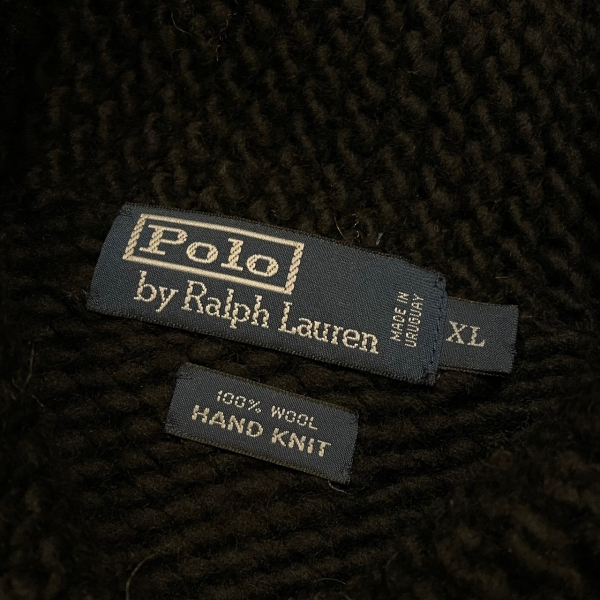 Polo
by Ralph Lauren
MADE IN
URUGUAY
XL
100% WOOL
HAND KNIT